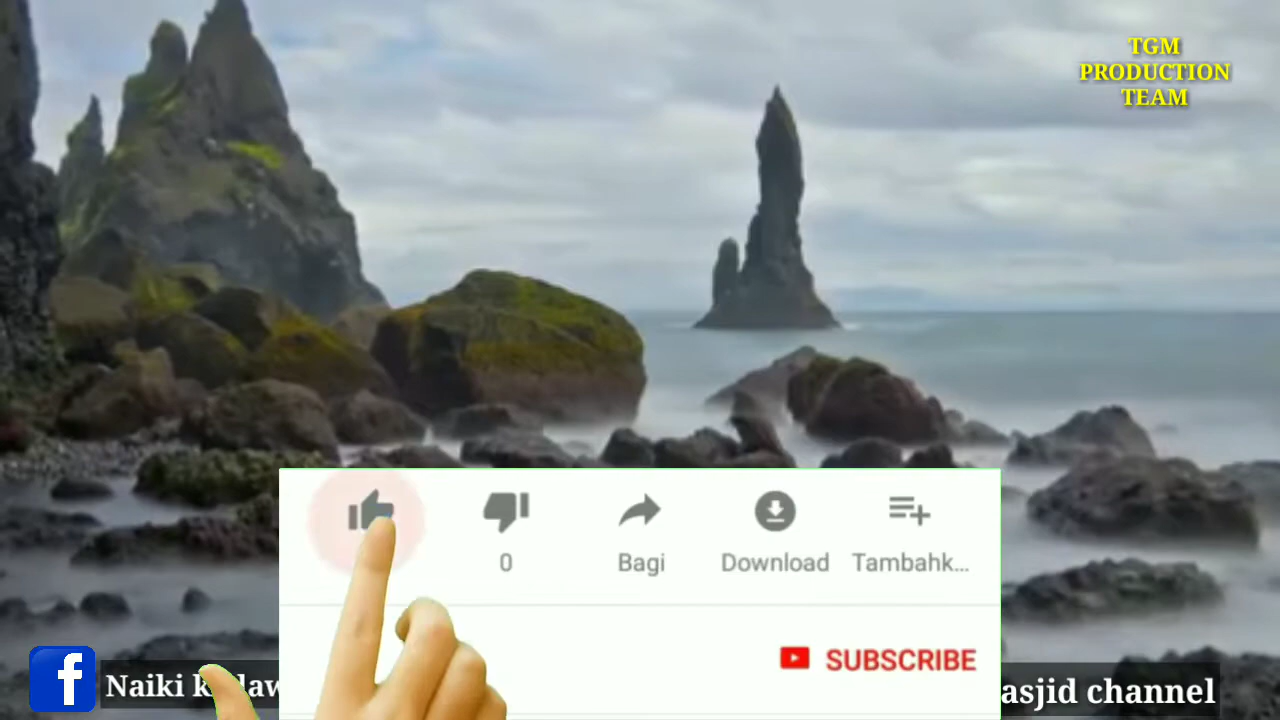 TGM
PRODUCTION
TEAM
0
Bagi
Download
Tambahk...
SUBSCRIBE
Naiki
asjid channel